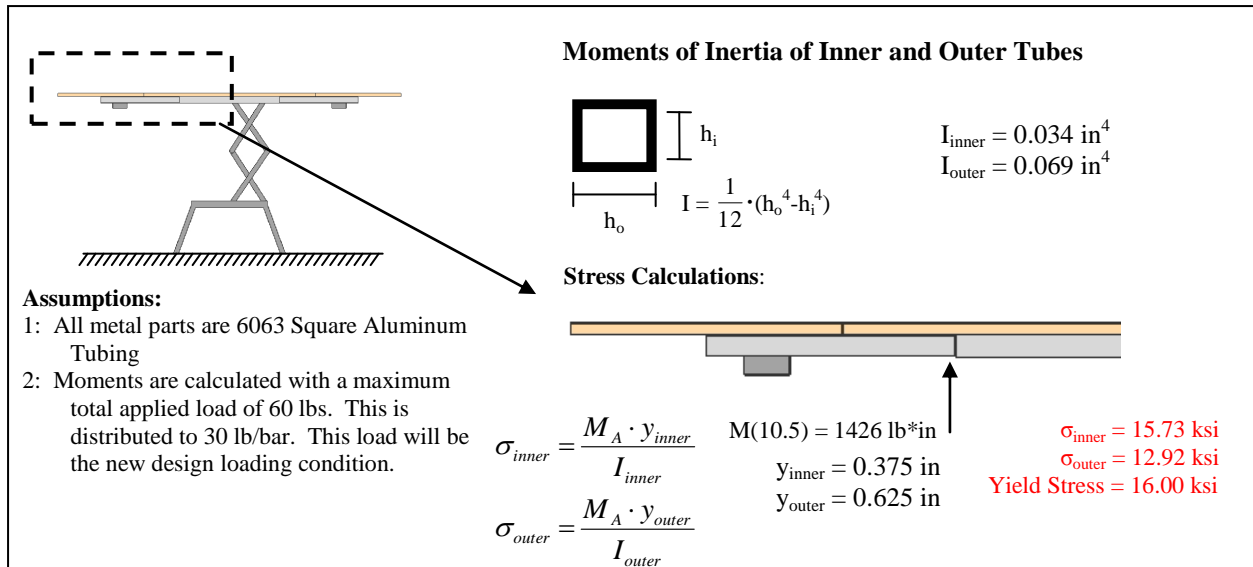 Moments of Inertia of Inner and Outer Tubes
h_i
h_o
I = 1/12 · (h_o^4-h_i^4)
I_inner = 0.034 in^4
I_outer = 0.069 in^4
Assumptions:
1: All metal parts are 6063 Square Aluminum
Tubing
2: Moments are calculated with a maximum
total applied load of 60 lbs. This is
distributed to 30 lb/bar. This load will be
the new design loading condition.
Stress Calculations:
σ_inner = M_A · y_inner / I_inner
σ_outer = M_A · y_outer / I_outer
M(10.5) = 1426 lb*in
y_inner = 0.375 in
y_outer = 0.625 in
σ_inner = 15.73 ksi
σ_outer = 12.92 ksi
Yield Stress = 16.00 ksi